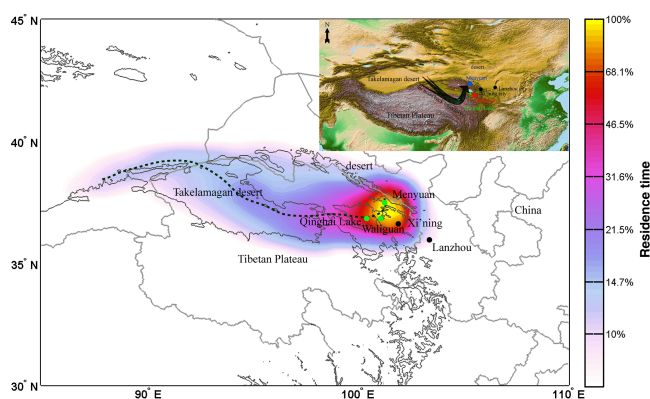 45° N
40° N
35° N
30° N
90° E
100° E
110° E
N
desert
Menyuan
Takelamagan desert
Lanzhou
Tibetan Plateau
desert
Takelamagan desert
Menyuan
Qinghai Lake
Xi'ning
Waliguan
China
Lanzhou
Tibetan Plateau
100%
68.1%
46.5%
31.6%
21.5%
14.7%
10%
Residence time